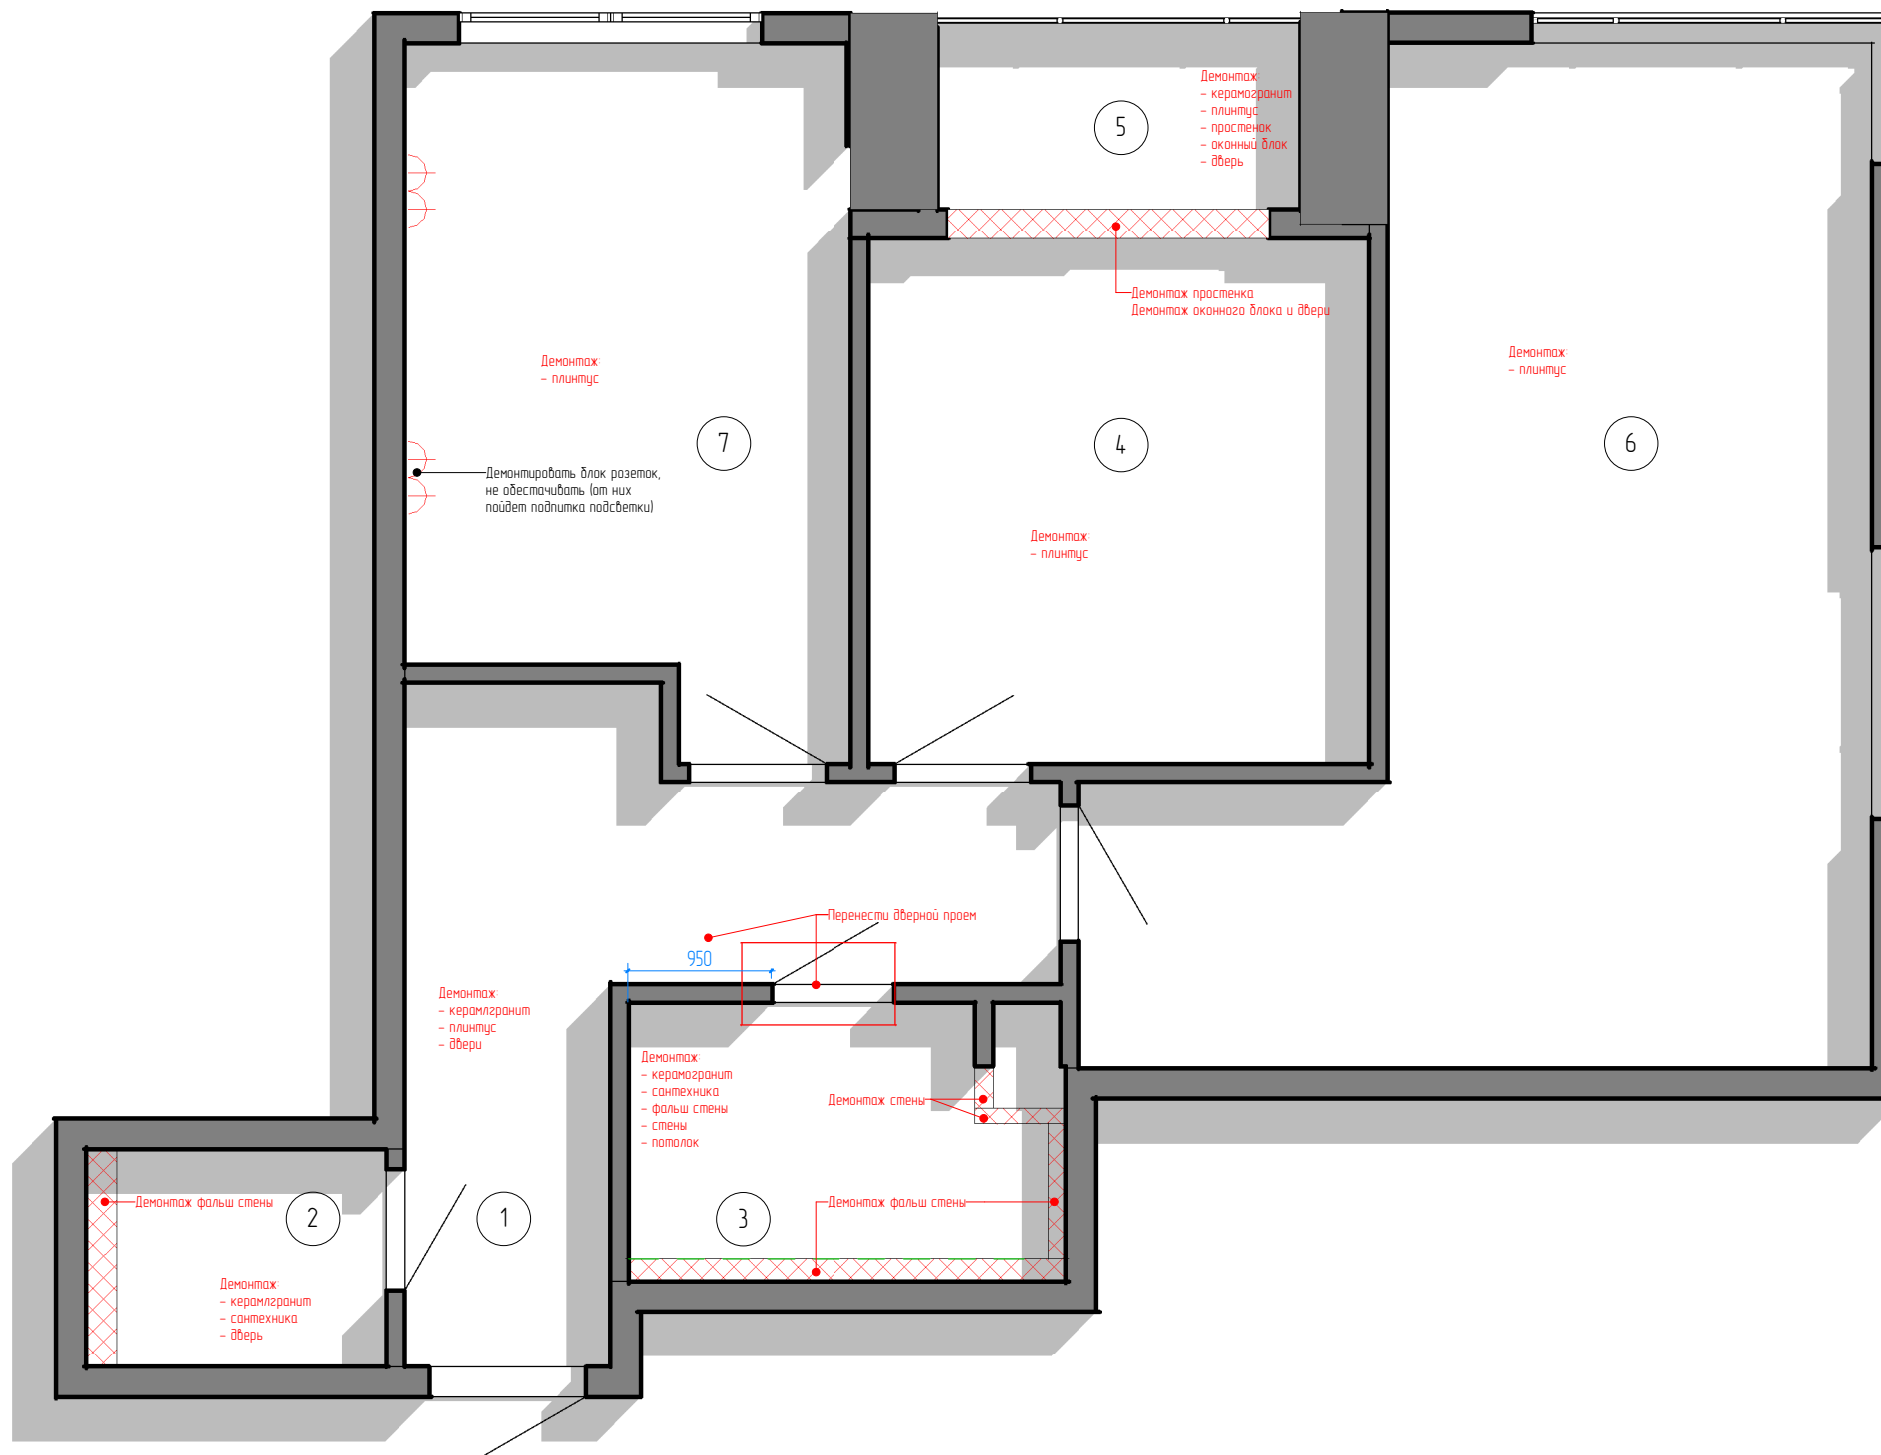 Демонтаж
- керамогранит
- плинтус
- простенок
- оконный блок
- дверь
5
Демонтаж простенка
Демонтаж оконного блока и двери
Демонтаж
- плинтус
7
Демонтировать блок розеток,
не обестачивать (от них
пойдет подпитка подсветки)
4
Демонтаж
- плинтус
Демонтаж
- плинтус
6
Перенести дверной проем
950
Демонтаж
- керамлгранит
- плинтус
- двери
Демонтаж
- керамогранит
- сантехника
- фальш стены
- стены
- потолок
Демонтаж стены
Демонтаж фальш стены
2
1
3
Демонтаж фальш стены
Демонтаж
- керамлгранит
- сантехника
- дверь